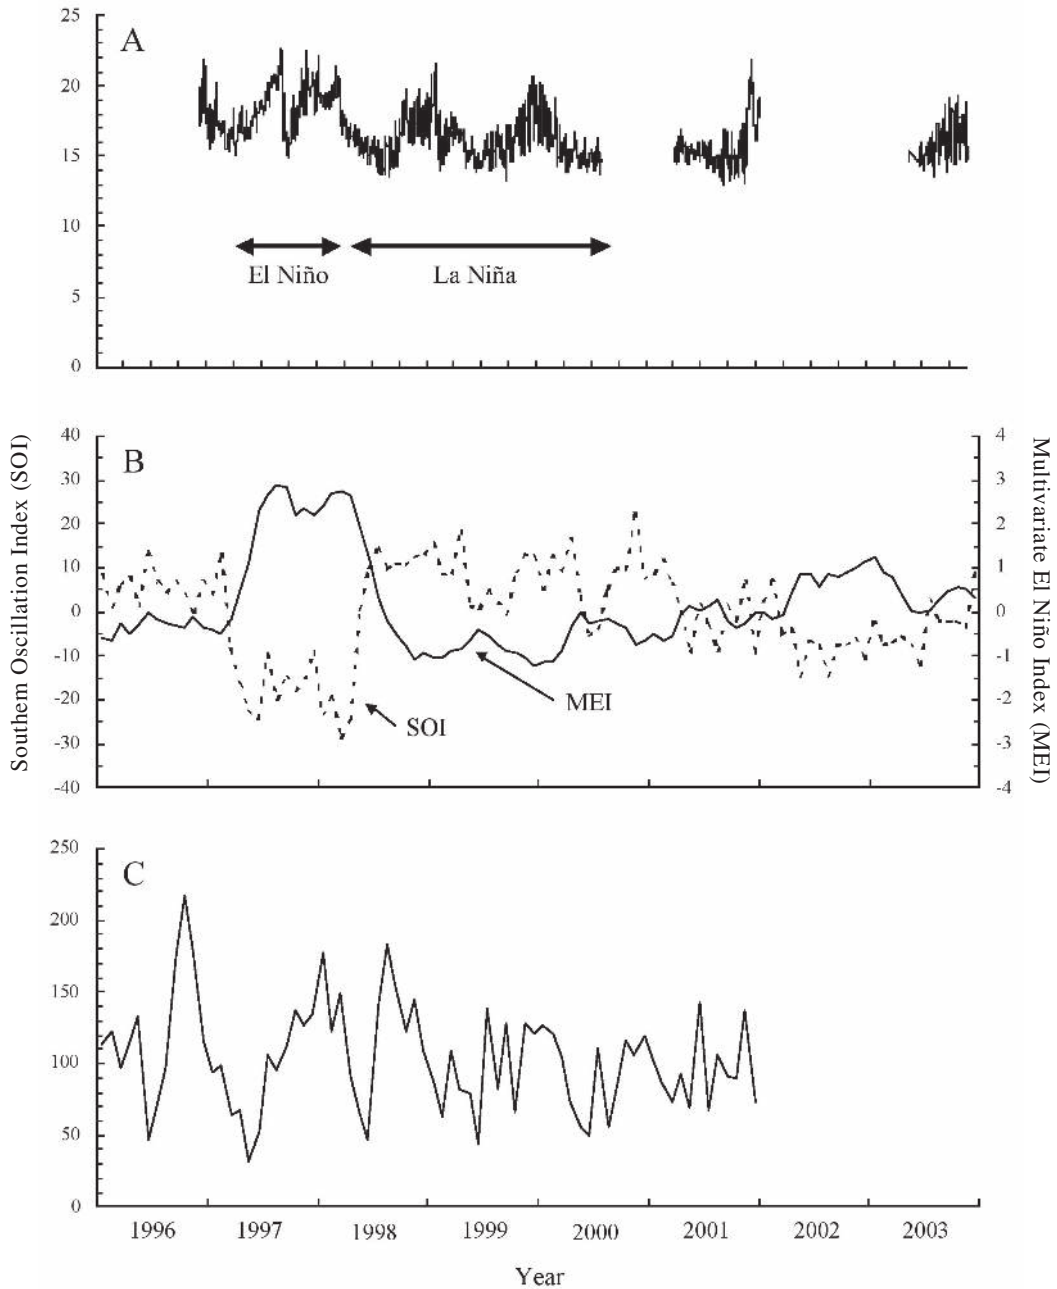 25
A
20
15
10
El Niño
La Niña
5
0
Southem Oscillation Index (SOI)
40
B
30
20
10
0
-10
-20
-30
-40
MEI
SOI
4
3
2
1
0
-1
-2
-3
-4
Multivariate El Niño Index (MEI)
250
C
200
150
100
50
0
1996 1997 1998 1999 2000 2001 2002 2003
Year